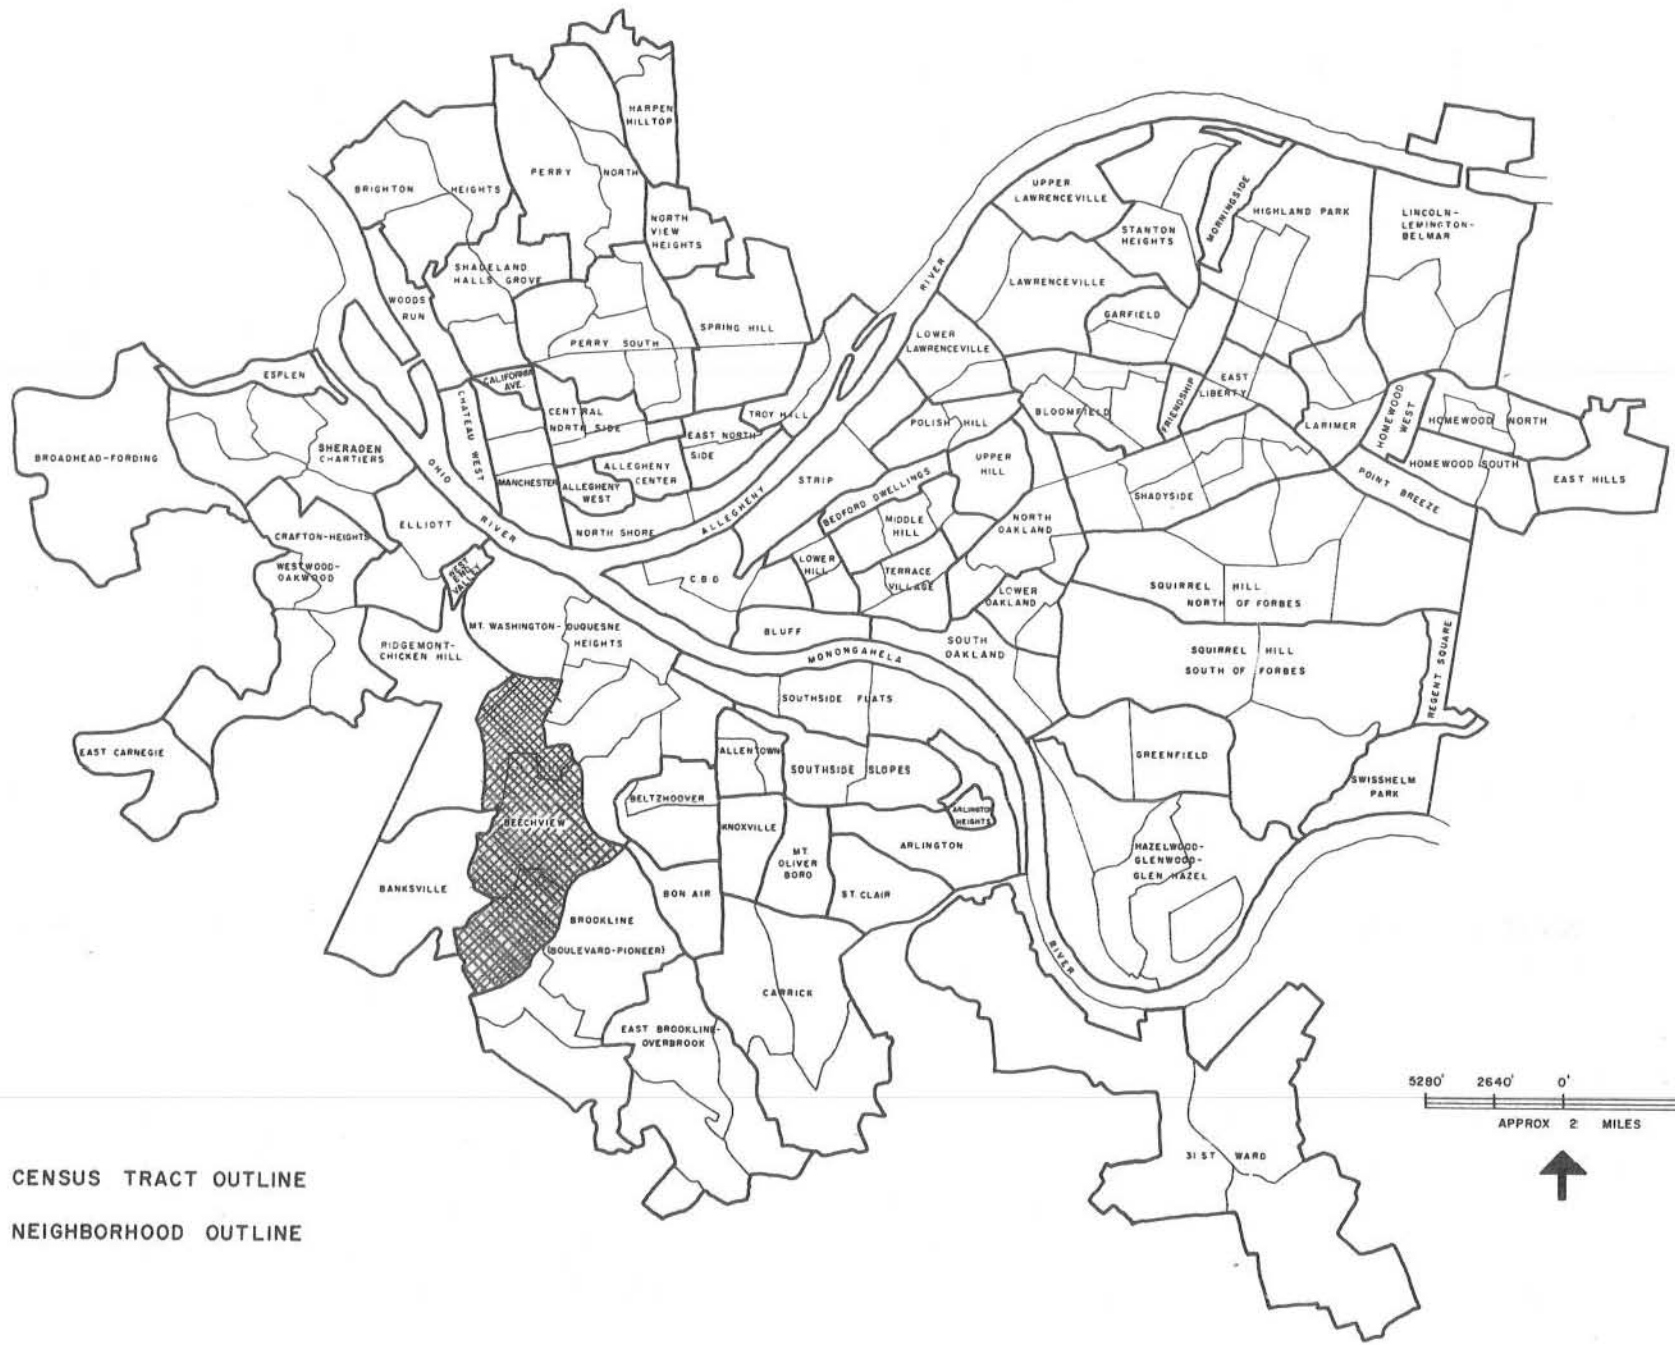 HARPEN
HILLTOP
PERRY NORTH
BRIGHTON HEIGHTS
NORTH
VIEW
HEIGHTS
UPPER
LAWRENCEVILLE
MORNINGSIDE
HIGHLAND PARK
LINCOLN-
LEMINGTON-
BELMAR
STANTON
HEIGHTS
SHADELAND
HALLS GROVE
WOODS
RUN
RIVER
LAWRENCEVILLE
GARFIELD
SPRING HILL
PERRY SOUTH
LOWER
LAWRENCEVILLE
ESPLEN
CALIFORNIA
AVE.
CHATEAU WEST
CENTRAL
NORTH SIDE
TROY HILL
EAST NORTH
SIDE
POLISH HILL
BLOOMFIELD
FRIENDSHIP
EAST
LIBERTY
LARIMER
HOMEWOOD
WEST
HOMEWOOD NORTH
BROADHEAD-FORDING
SHERADEN
CHARTIERS
OHIO
RIVER
MANCHESTER
ALLEGHENY
WEST
ALLEGHENY
CENTER
STRIP
UPPER
HILL
BEDFORD DWELLINGS
SHADYSIDE
POINT BREEZE
HOMEWOOD SOUTH
EAST HILLS
ELLIOTT
NORTH SHORE
ALLEGHENY
MIDDLE
HILL
NORTH
OAKLAND
CRAFTON-HEIGHTS
WESTWOOD-
OAKWOOD
WEST
END
VALLEY
C.B.D
LOWER
HILL
TERRACE
VILLAGE
LOWER
OAKLAND
SQUIRREL HILL
NORTH OF FORBES
MT. WASHINGTON-DUQUESNE
HEIGHTS
BLUFF
SOUTH
OAKLAND
RIDGEMONT-
CHICKEN HILL
MONONGAHELA
SQUIRREL HILL
SOUTH OF FORBES
REGENT SQUARE
SOUTHSIDE FLATS
EAST CARNEGIE
ALLENTOWN
SOUTHSIDE SLOPES
GREENFIELD
SWISSHELM
PARK
BELTZHOOVER
ARLINGTON
HEIGHTS
BEECHVIEW
KNOXVILLE
MT.
OLIVER
BORO
ARLINGTON
HAZELWOOD-
GLENWOOD-
GLEN HAZEL
BANKSVILLE
BON AIR
ST. CLAIR
BROOKLINE
(BOULEVARD-PIONEER)
RIVER
CARRICK
EAST BROOKLINE-
OVERBROOK
31 ST WARD
5280' 2640' 0'
APPROX 2 MILES
CENSUS TRACT OUTLINE
NEIGHBORHOOD OUTLINE